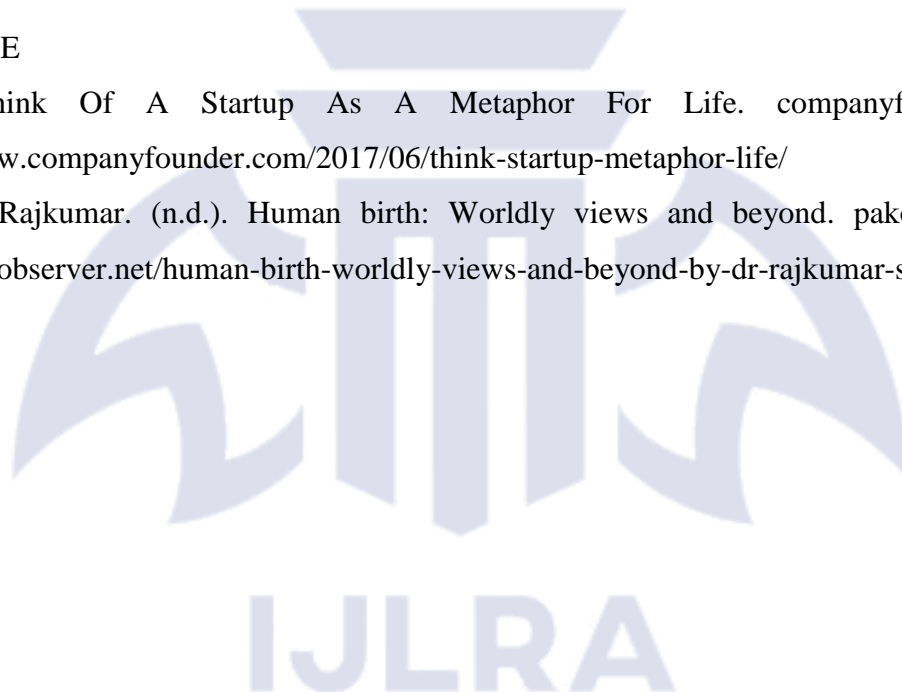 E
hink Of A Startup As A Metaphor For Life. companyf
w.companyfounder.com/2017/06/think-startup-metaphor-life/
Rajkumar. (n.d.). Human birth: Worldly views and beyond. pak
observer.net/human-birth-worldly-views-and-beyond-by-dr-rajkumar-s
IJLRA